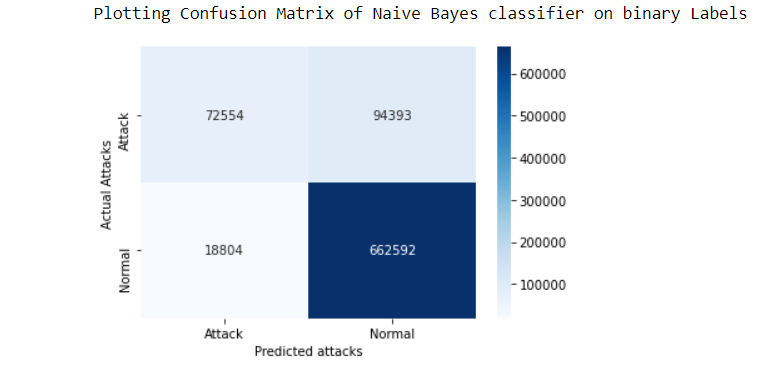 Plotting Confusion Matrix of Naive Bayes classifier on binary Labels
72554 94393
18804 662592
Actual Attacks
Attack
Normal
Attack Normal
Predicted attacks
600000
500000
400000
300000
200000
100000